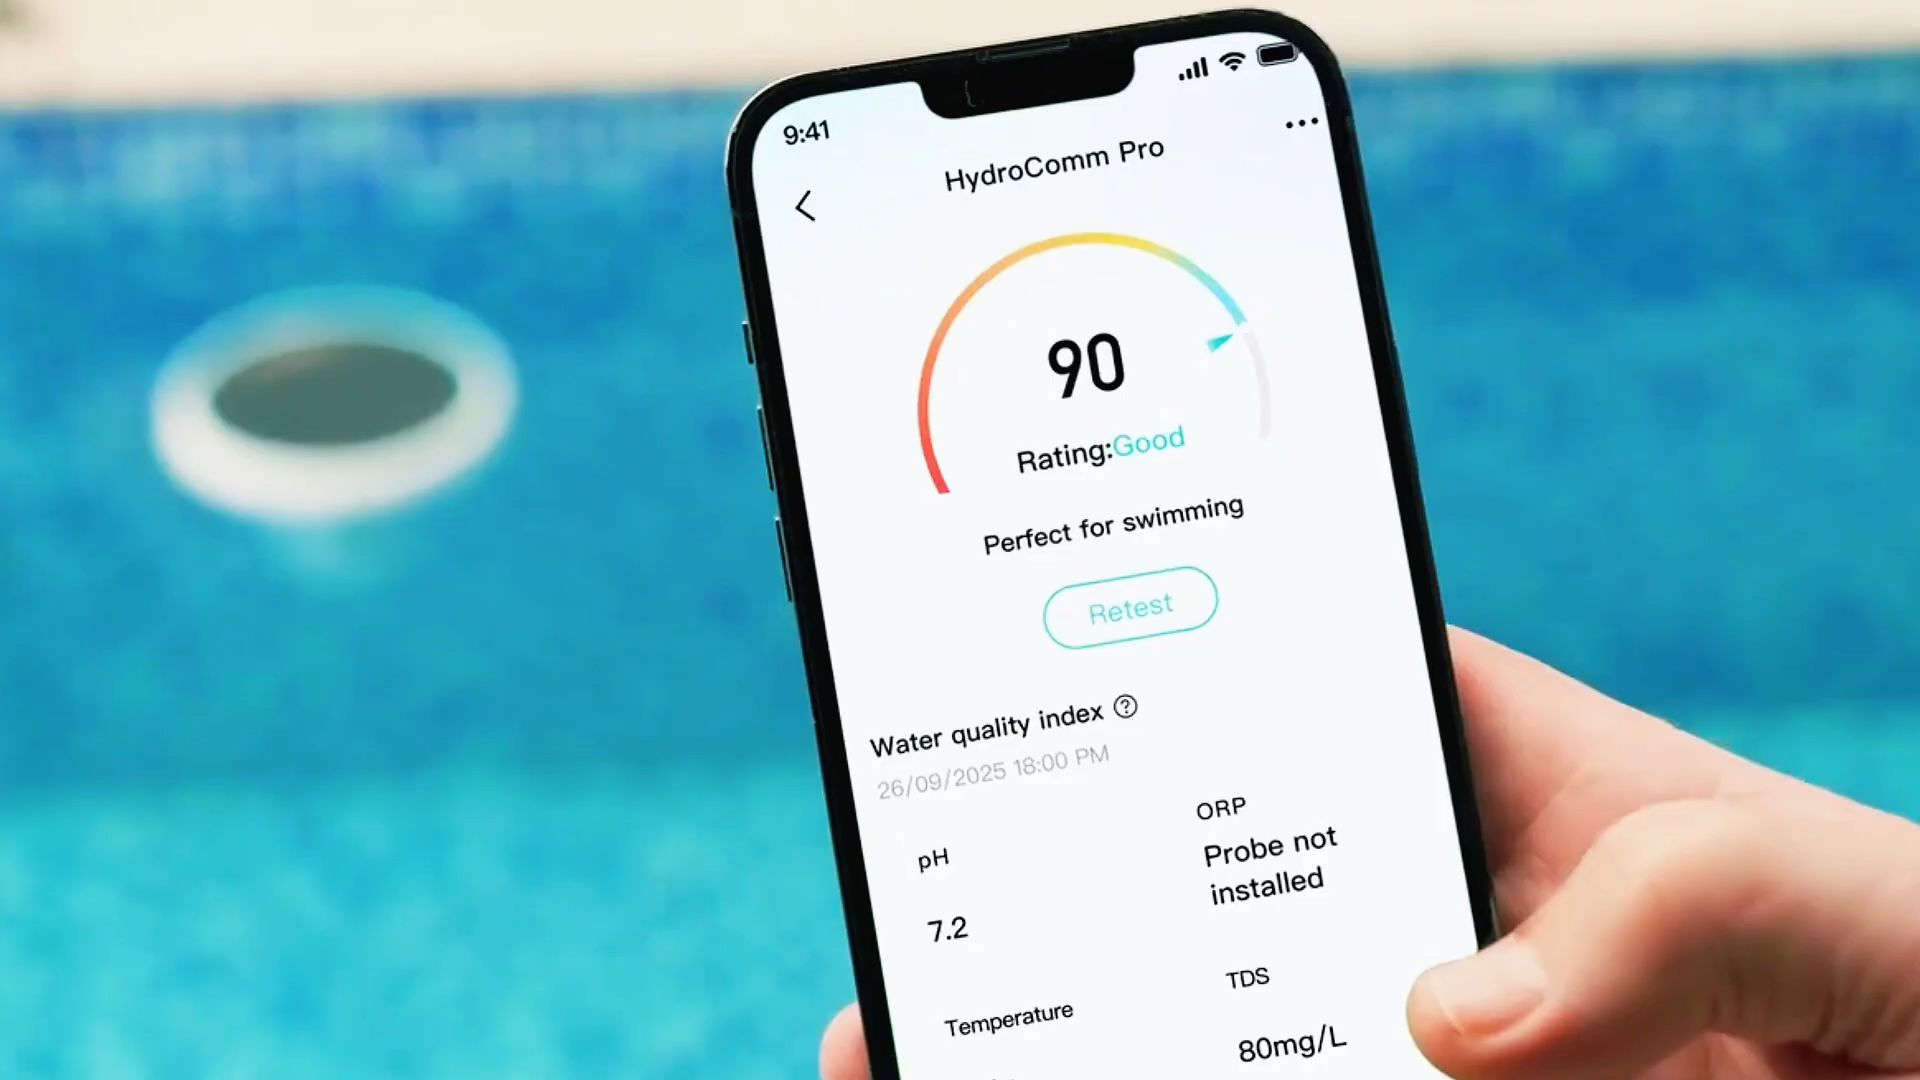 9:41
HydroComm Pro
90
Rating:Good
Perfect for swimming
Retest
Water quality index ?
26/09/2025 18:00 PM
pH
7.2
ORP
Probe not
installed
Temperature
TDS
80mg/L